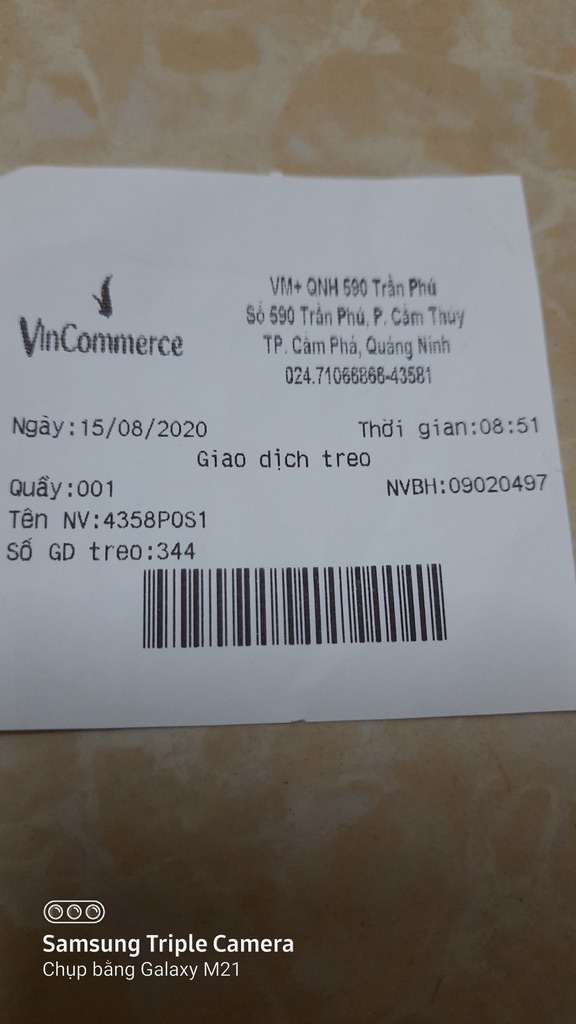 VinCommerce
VM+ QNH 590 Trần Phú
Số 590 Trần Phú, P. Cẩm Thủy
TP. Cẩm Phả, Quảng Ninh
024.71066866-43581
Ngày:15/08/2020 Thời gian:08:51
Giao dịch treo
Quầy:001 NVBH:09020497
Tên NV:4358POS1
Số GD treo:344
Samsung Triple Camera
Chụp bằng Galaxy M21